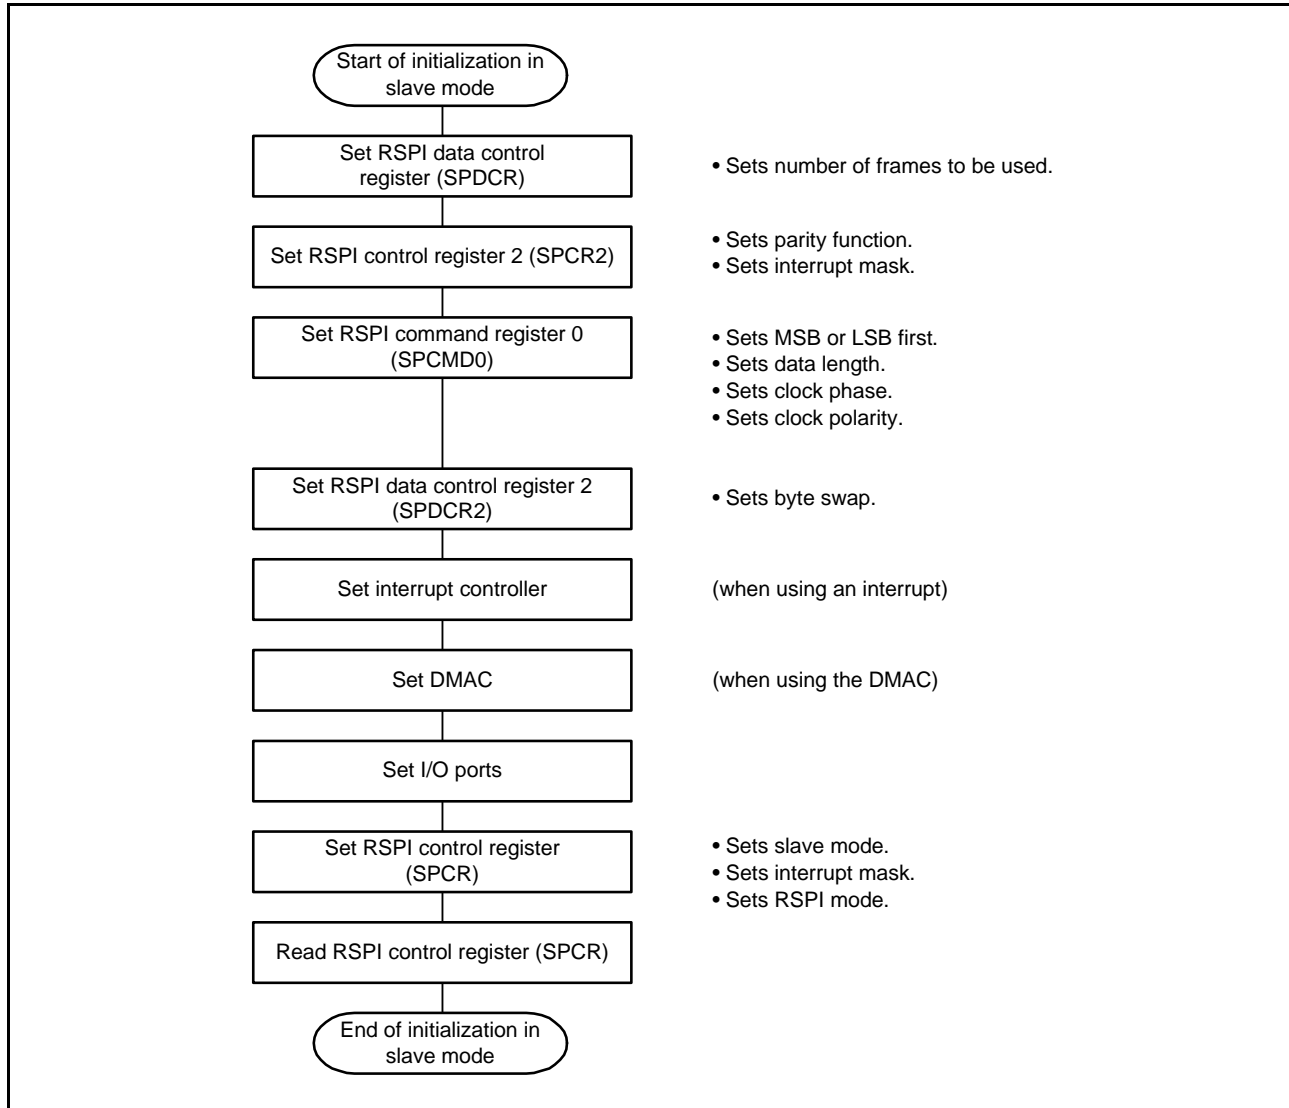 Start of initialization in
slave mode
Set RSPI data control
register (SPDCR)
• Sets number of frames to be used.
Set RSPI control register 2 (SPCR2)
• Sets parity function.
• Sets interrupt mask.
Set RSPI command register 0
(SPCMD0)
• Sets MSB or LSB first.
• Sets data length.
• Sets clock phase.
• Sets clock polarity.
Set RSPI data control register 2
(SPDCR2)
• Sets byte swap.
Set interrupt controller
(when using an interrupt)
Set DMAC
(when using the DMAC)
Set I/O ports
Set RSPI control register
(SPCR)
• Sets slave mode.
• Sets interrupt mask.
• Sets RSPI mode.
Read RSPI control register (SPCR)
End of initialization in
slave mode